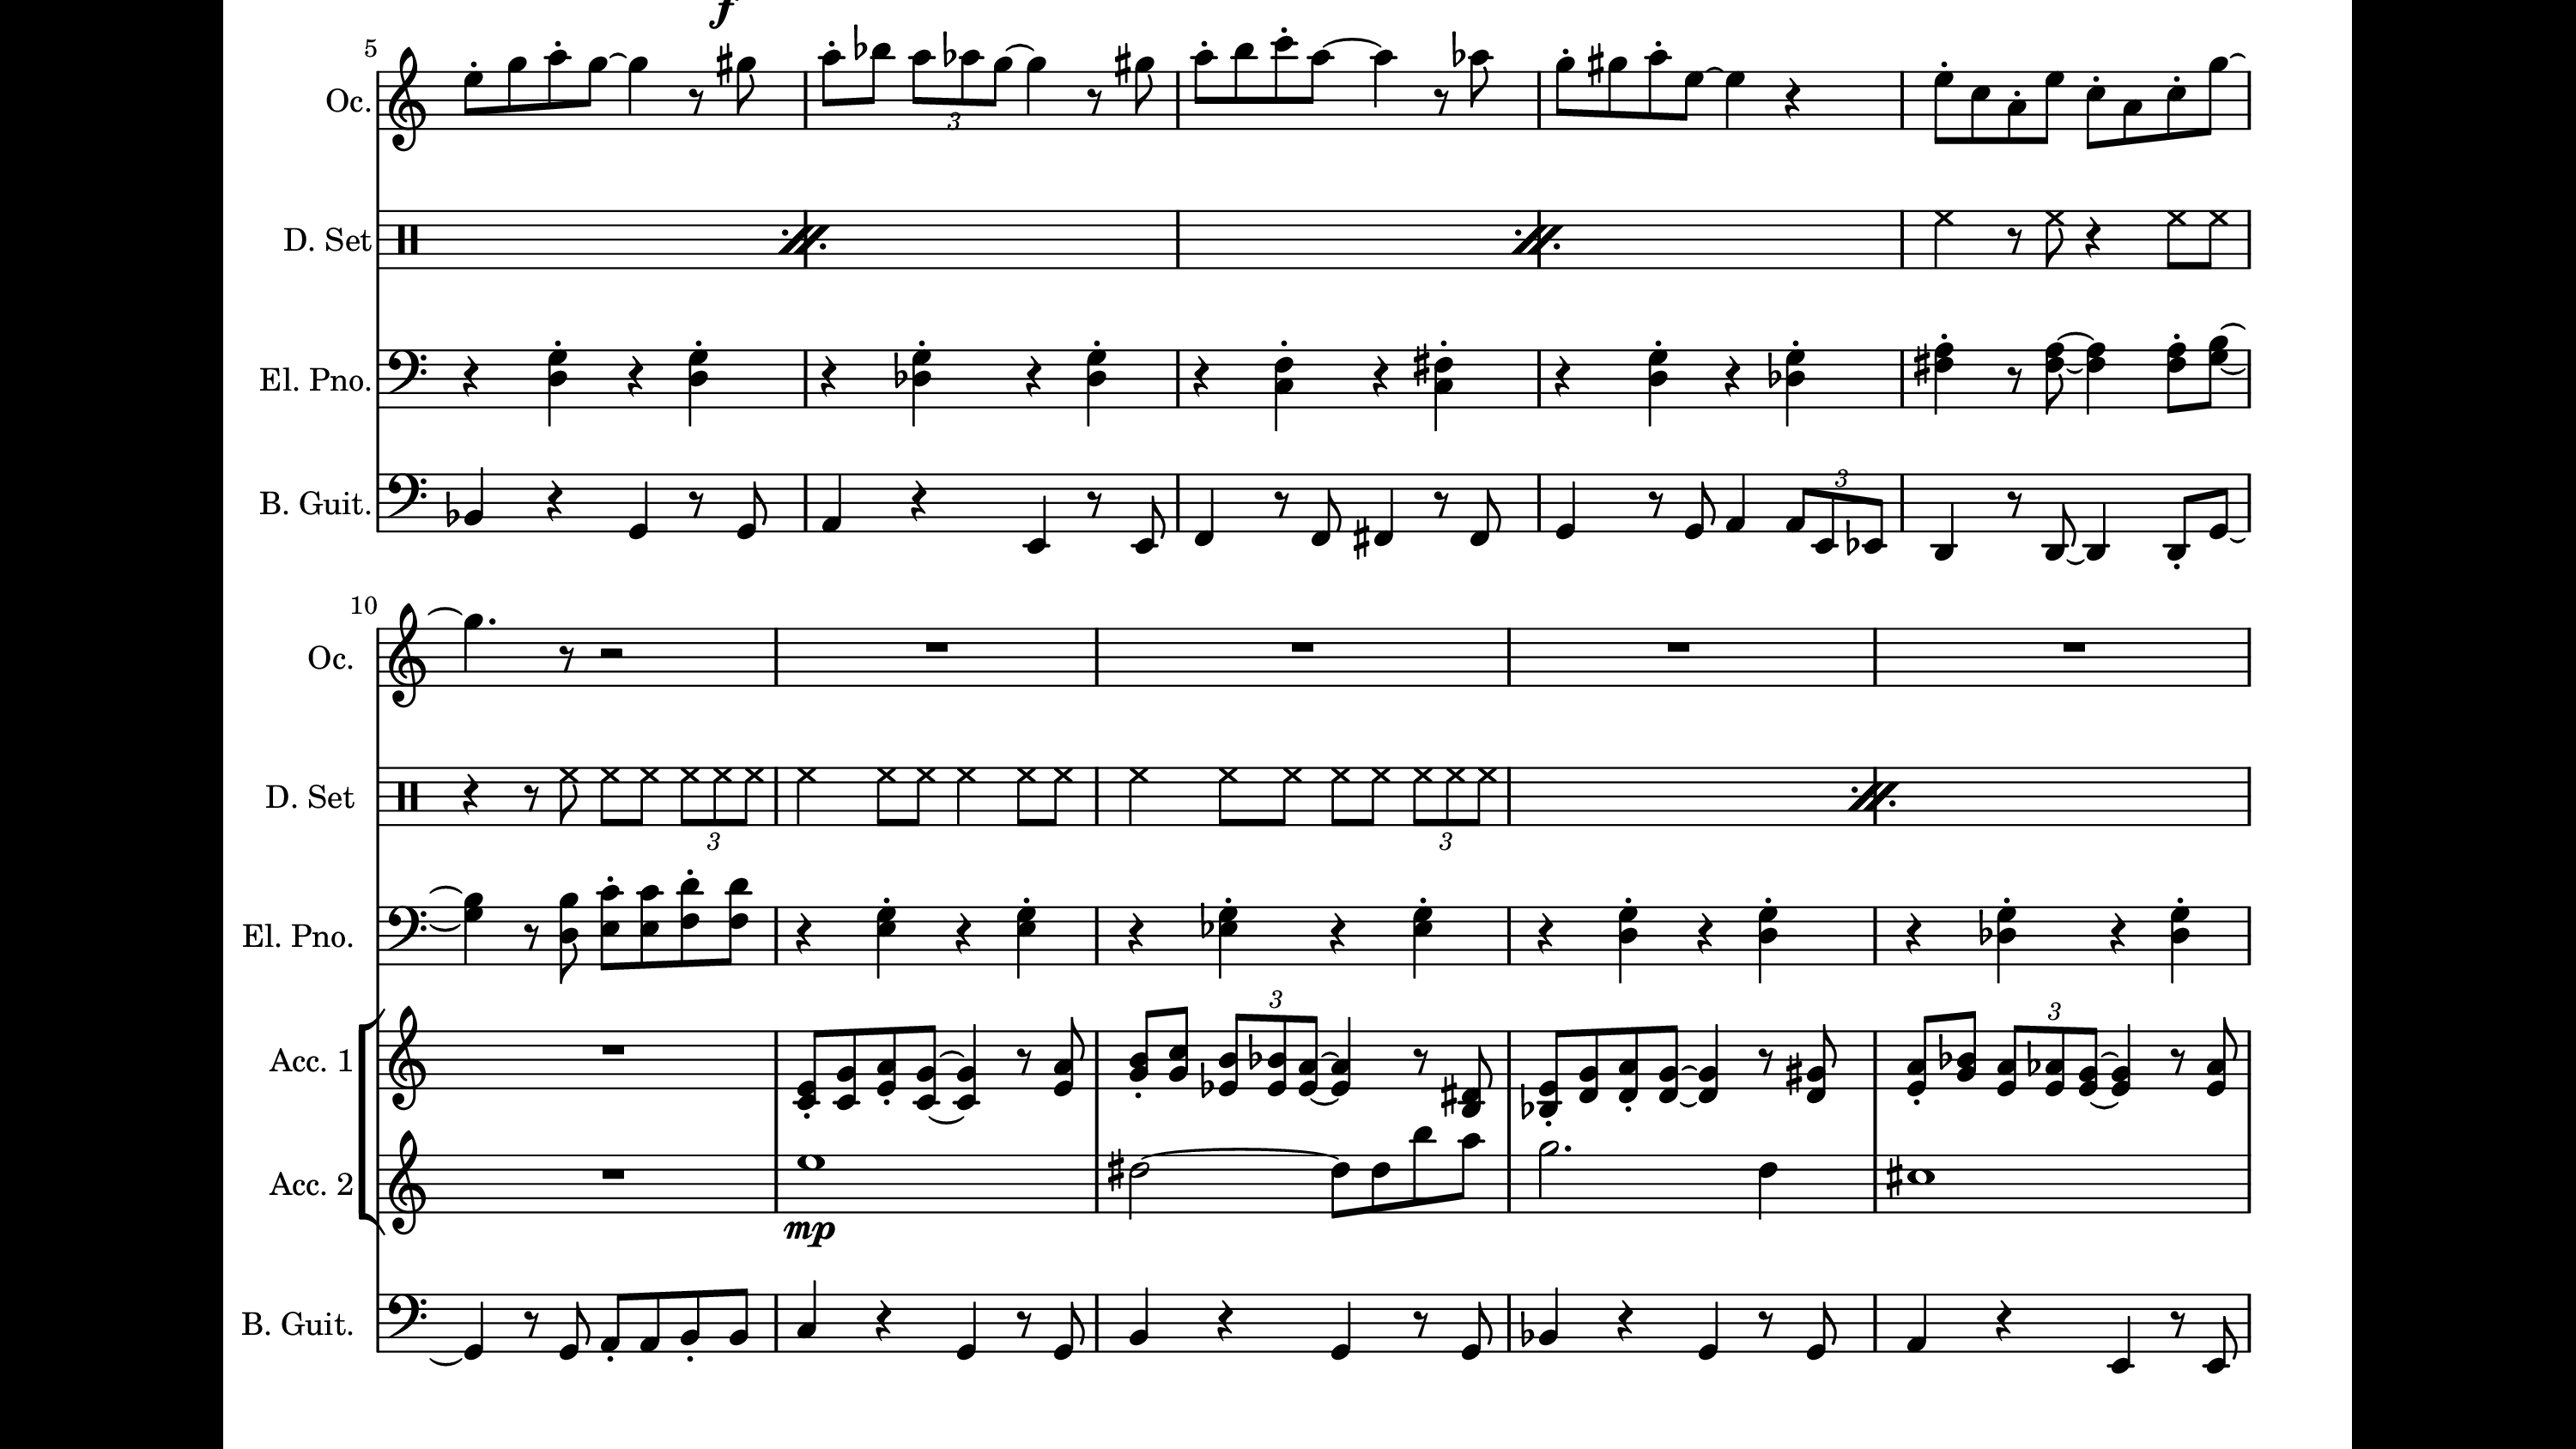 f
5
Oc.
3
D. Set
El. Pno.
B. Guit.
3
10
Oc.
D. Set
3
3
El. Pno.
Acc. 1
3
3
Acc. 2
mp
B. Guit.